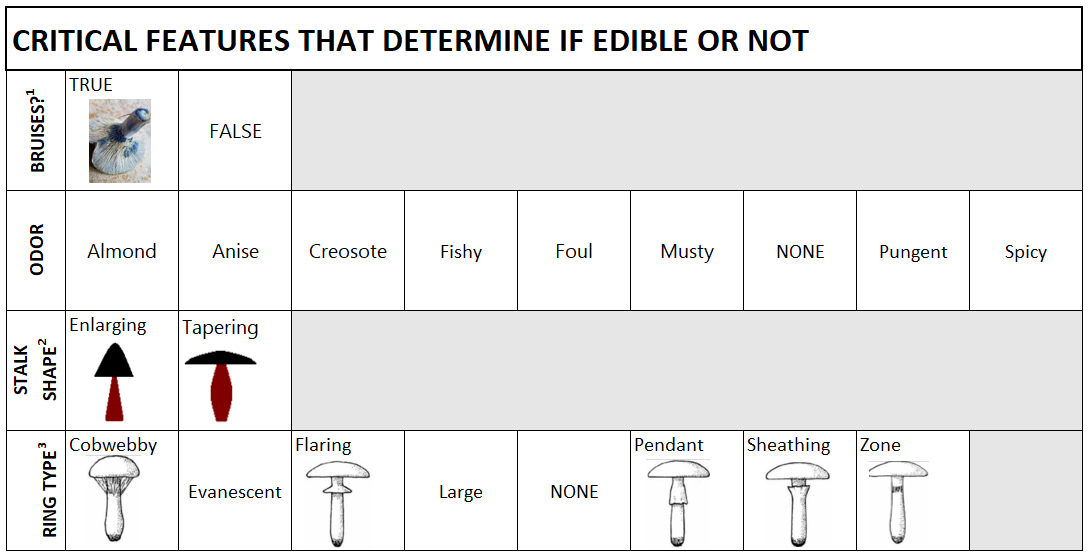 CRITICAL FEATURES THAT DETERMINE IF EDIBLE OR NOT
BRUISES?¹
TRUE
FALSE
ODOR
Almond
Anise
Creosote
Fishy
Foul
Musty
NONE
Pungent
Spicy
STALK
SHAPE²
Enlarging
Tapering
RING TYPE³
Cobwebby
Evanescent
Flaring
Large
NONE
Pendant
Sheathing
Zone